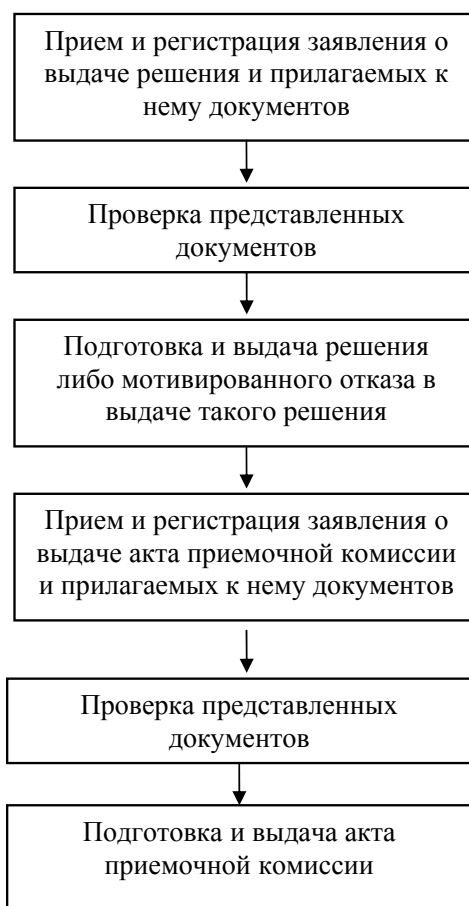 Прием и регистрация заявления о
выдаче решения и прилагаемых к
нему документов
Проверка представленных
документов
Подготовка и выдача решения
либо мотивированного отказа в
выдаче такого решения
Прием и регистрация заявления о
выдаче акта приемочной комиссии
и прилагаемых к нему документов
Проверка представленных
документов
Подготовка и выдача акта
приемочной комиссии